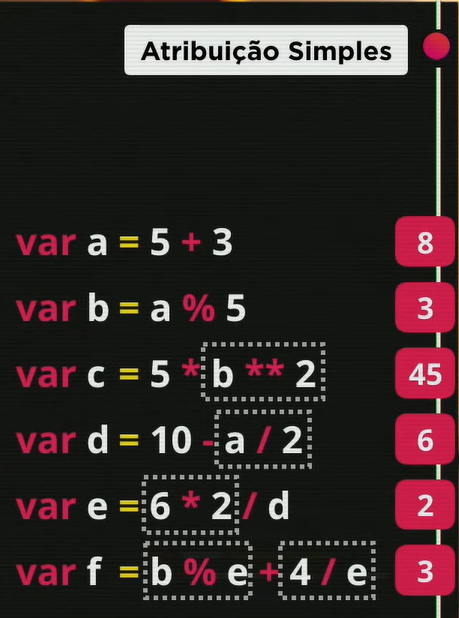 Atribuição Simples
var a = 5 + 3 8
var b = a % 5 3
var c = 5 * b ** 2 45
var d = 10 - a / 2 6
var e = 6 * 2 / d 2
var f = b % e + 4 / e 3